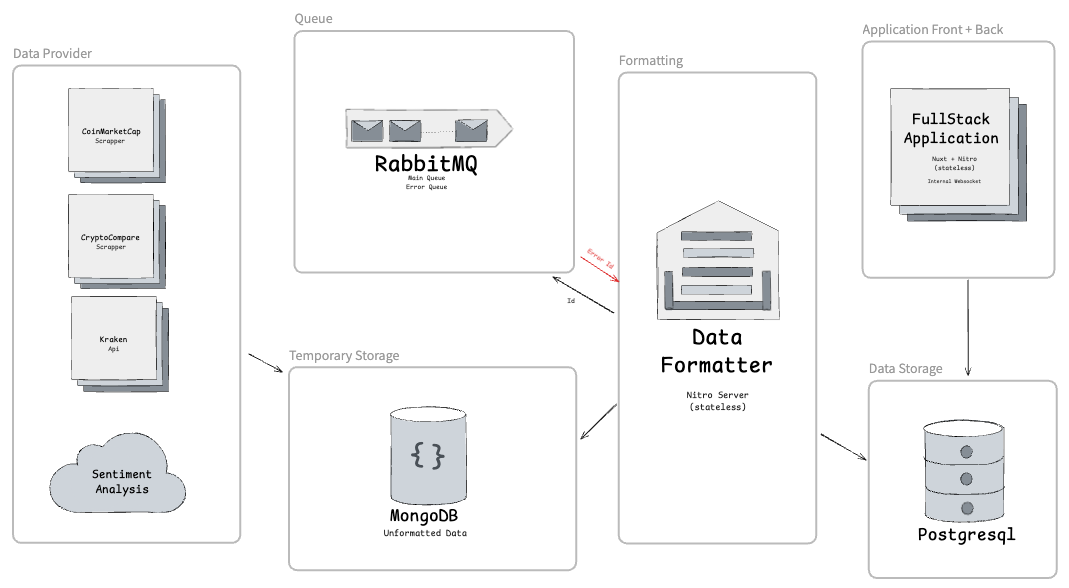 Data Provider
CoinMarketCap
Scrapper
CryptoCompare
Scrapper
Kraken
Api
Sentiment
Analysis
Queue
RabbitMQ
Main Queue
Error Queue
Error Id
Id
Temporary Storage
MongoDB
Unformatted Data
Formatting
Data
Formatter
Nitro Server
(stateless)
Application Front + Back
FullStack
Application
Nuxt + Nitro
(stateless)
Internal Websocket
Data Storage
Postgresql